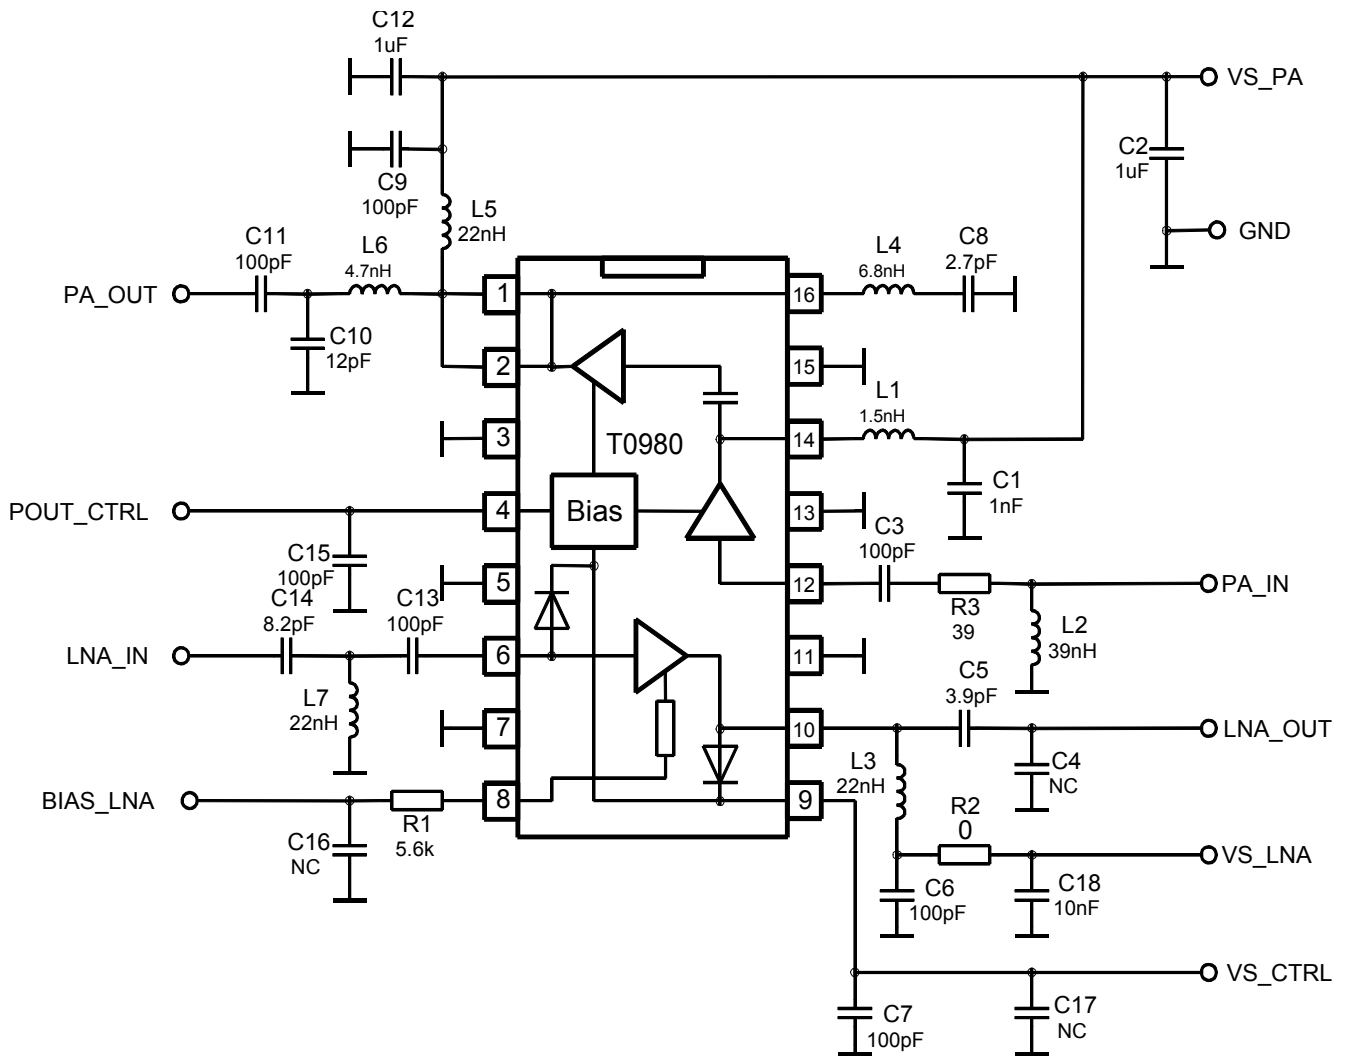 C12
1uF
VS_PA
C9
100pF
C2
1uF
L5
22nH
C11
100pF
L6
4.7nH
L4
6.8nH
C8
2.7pF
GND
PA_OUT
1
16
C10
12pF
2
15
L1
1.5nH
3
T0980
14
C1
1nF
POUT_CTRL
4
Bias
13
C3
100pF
C15
100pF
5
12
PA_IN
R3
39
L2
39nH
C14
8.2pF
C13
100pF
LNA_IN
6
11
C5
3.9pF
L7
22nH
7
10
LNA_OUT
L3
22nH
C4
NC
BIAS_LNA
8
9
R1
5.6k
R2
0
C16
NC
VS_LNA
C6
100pF
C18
10nF
VS_CTRL
C7
100pF
C17
NC